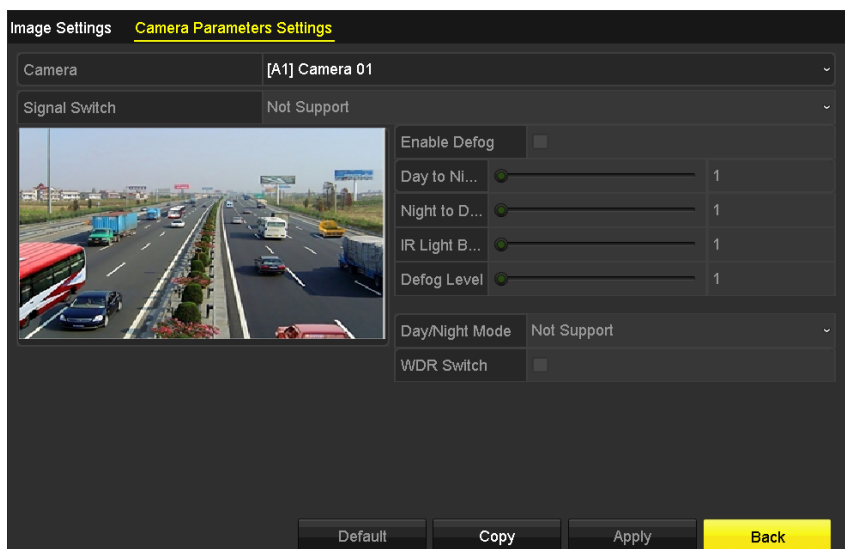 Image Settings Camera Parameters Settings
Camera [A1] Camera 01
Signal Switch Not Support
Enable Defog
Day to Ni... 1
Night to D... 1
IR Light B... 1
Defog Level 1
Day/Night Mode Not Support
WDR Switch
Default Copy Apply Back